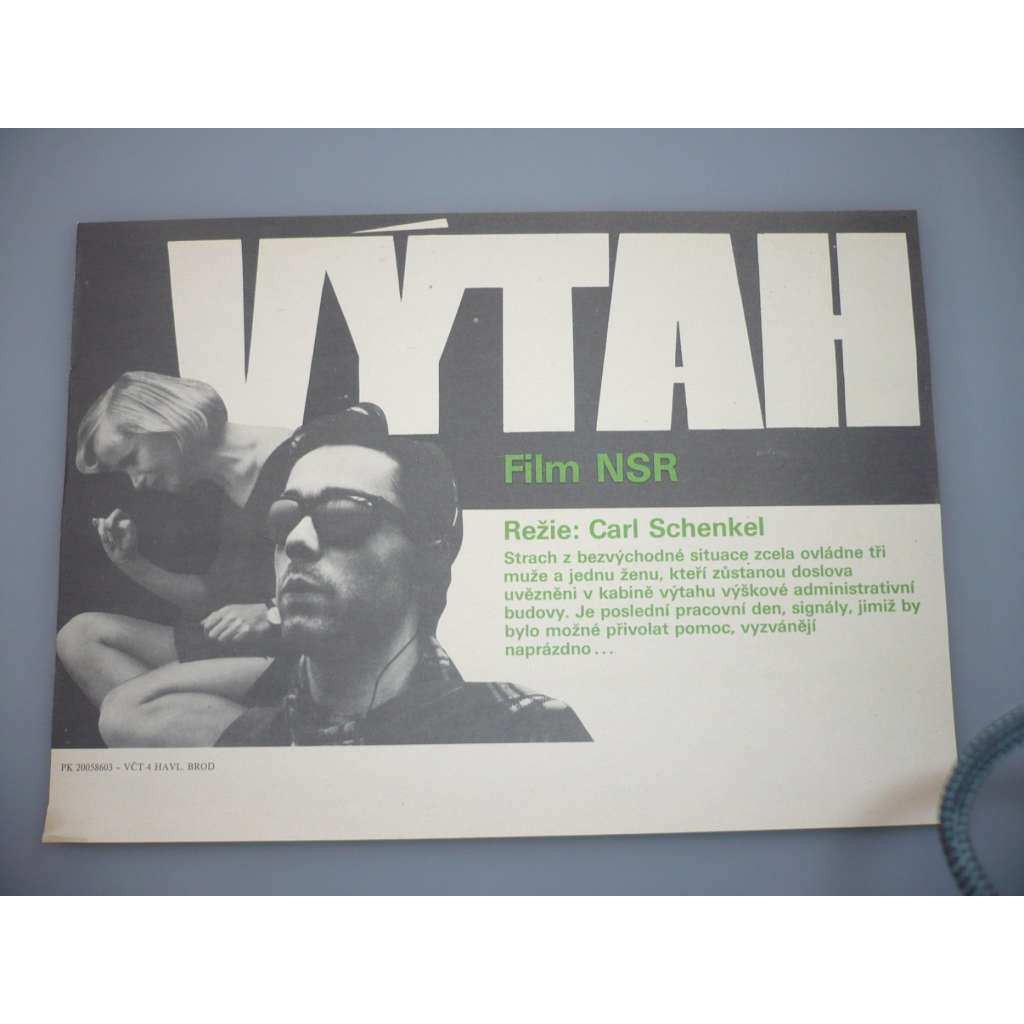 VÝTAH
Film NSR
Režie: Carl Schenkel
Strach z bezvýchodné situace zcela ovládne tři
muže a jednu ženu, kteří zůstanou doslova
uvězněni v kabině výtahu výškové administrativní
budovy. Je poslední pracovní den, signály, jimiž by
bylo možné přivolat pomoc, vyzvánějí
naprázdno...
PK 20058603 – VČT-4 HAVL. BROD